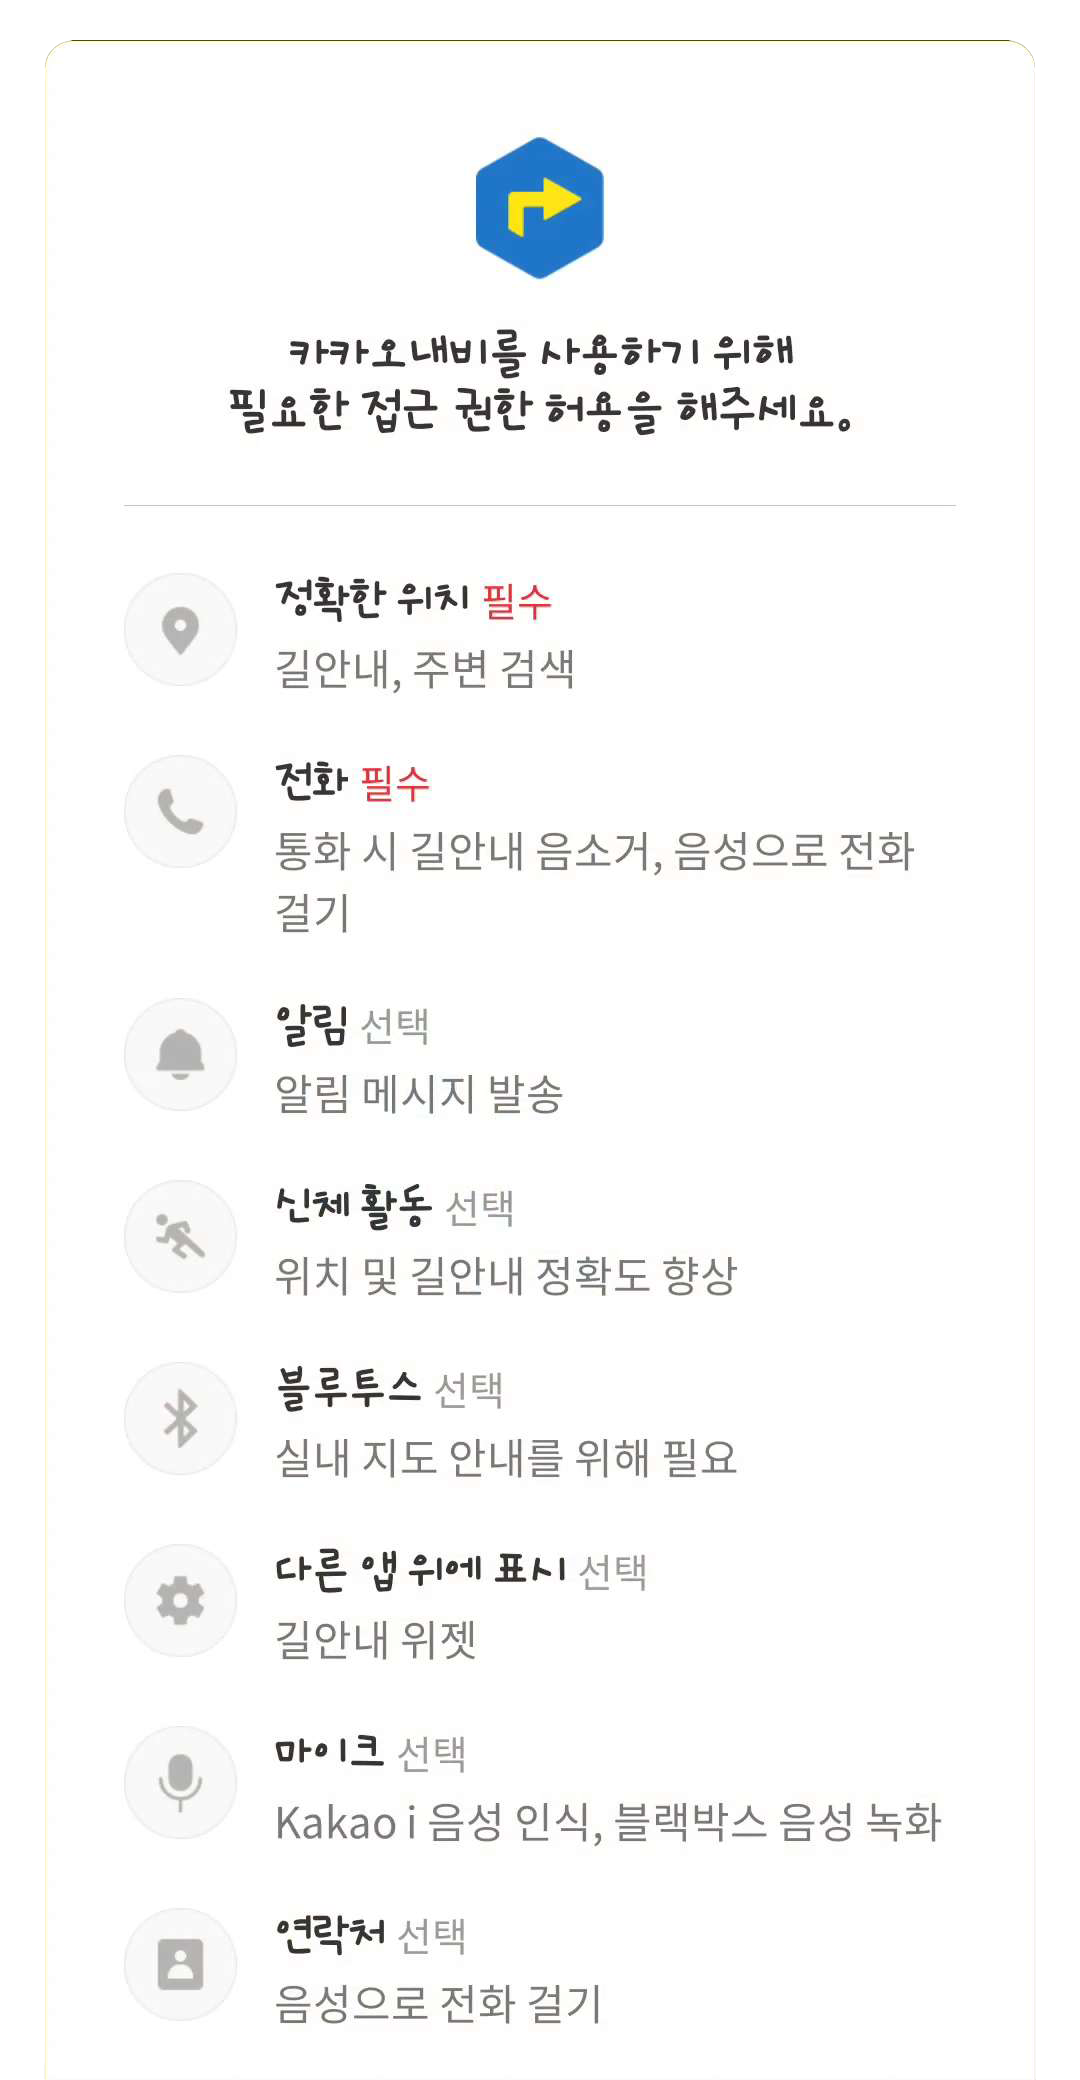 카카오내비를 사용하기 위해
필요한 접근 권한 허용을 해주세요.
정확한 위치 필수
길안내, 주변 검색
전화 필수
통화 시 길안내 음소거, 음성으로 전화
걸기
알림 선택
알림 메시지 발송
신체 활동 선택
위치 및 길안내 정확도 향상
블루투스 선택
실내 지도 안내를 위해 필요
다른 앱 위에 표시 선택
길안내 위젯
마이크 선택
Kakao i 음성 인식, 블랙박스 음성 녹화
연락처 선택
음성으로 전화 걸기